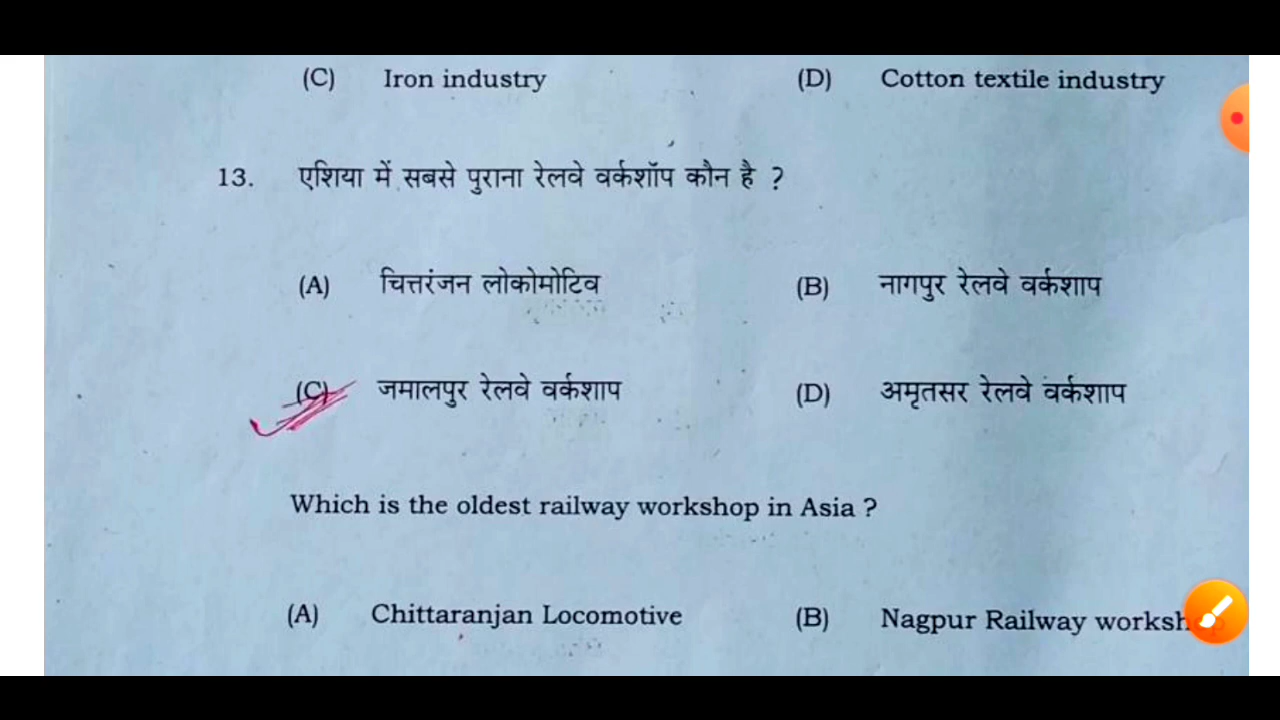 (C) Iron industry (D) Cotton textile industry
13. एशिया में सबसे पुराना रेलवे वर्कशॉप कौन है ?
(A) चित्तरंजन लोकोमोटिव (B) नागपुर रेलवे वर्कशाप
(C) जमालपुर रेलवे वर्कशाप (D) अमृतसर रेलवे वर्कशाप
Which is the oldest railway workshop in Asia ?
(A) Chittaranjan Locomotive (B) Nagpur Railway